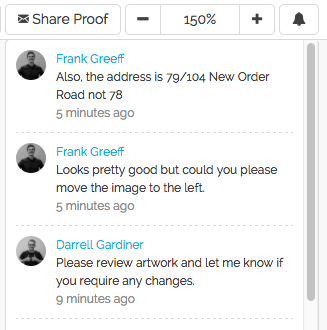 Share Proof
150%
Frank Greeff
Also, the address is 79/104 New Order
Road not 78
5 minutes ago
Frank Greeff
Looks pretty good but could you please
move the image to the left.
5 minutes ago
Darrell Gardiner
Please review artwork and let me know if
you require any changes.
9 minutes ago